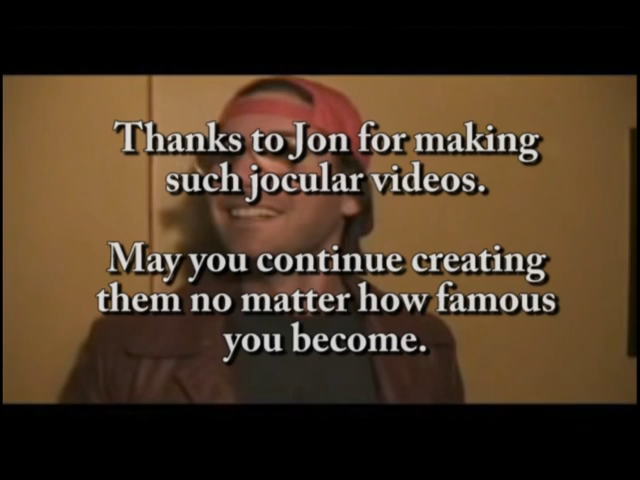 Thanks to Jon for making
such jocular videos.
May you continue creating
them no matter how famous
you become.